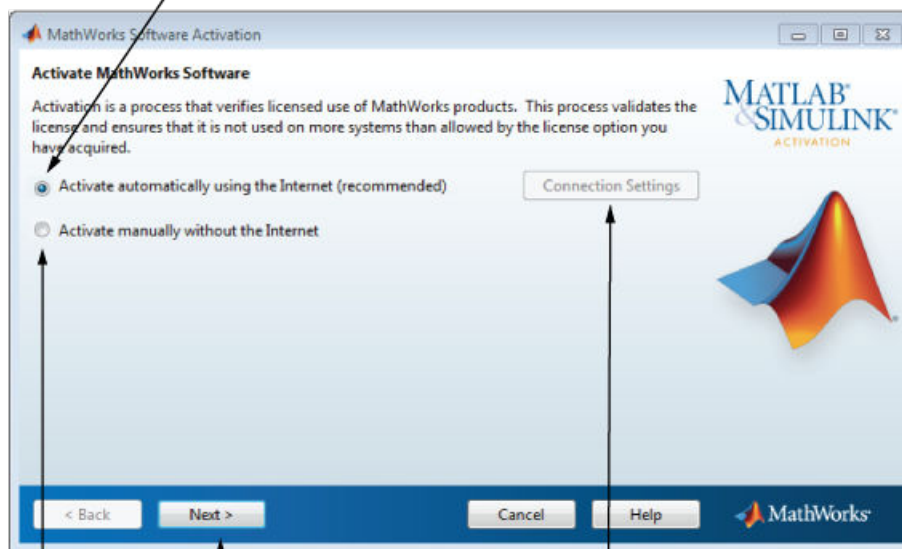 MathWorks Software Activation
Activate MathWorks Software
Activation is a process that verifies licensed use of MathWorks products. This process validates the
license and ensures that it is not used on more systems than allowed by the license option you
have acquired.
MATLAB®
&SIMULINK®
ACTIVATION
Activate automatically using the Internet (recommended)
Connection Settings
Activate manually without the Internet
< Back
Next >
Cancel
Help
MathWorks®